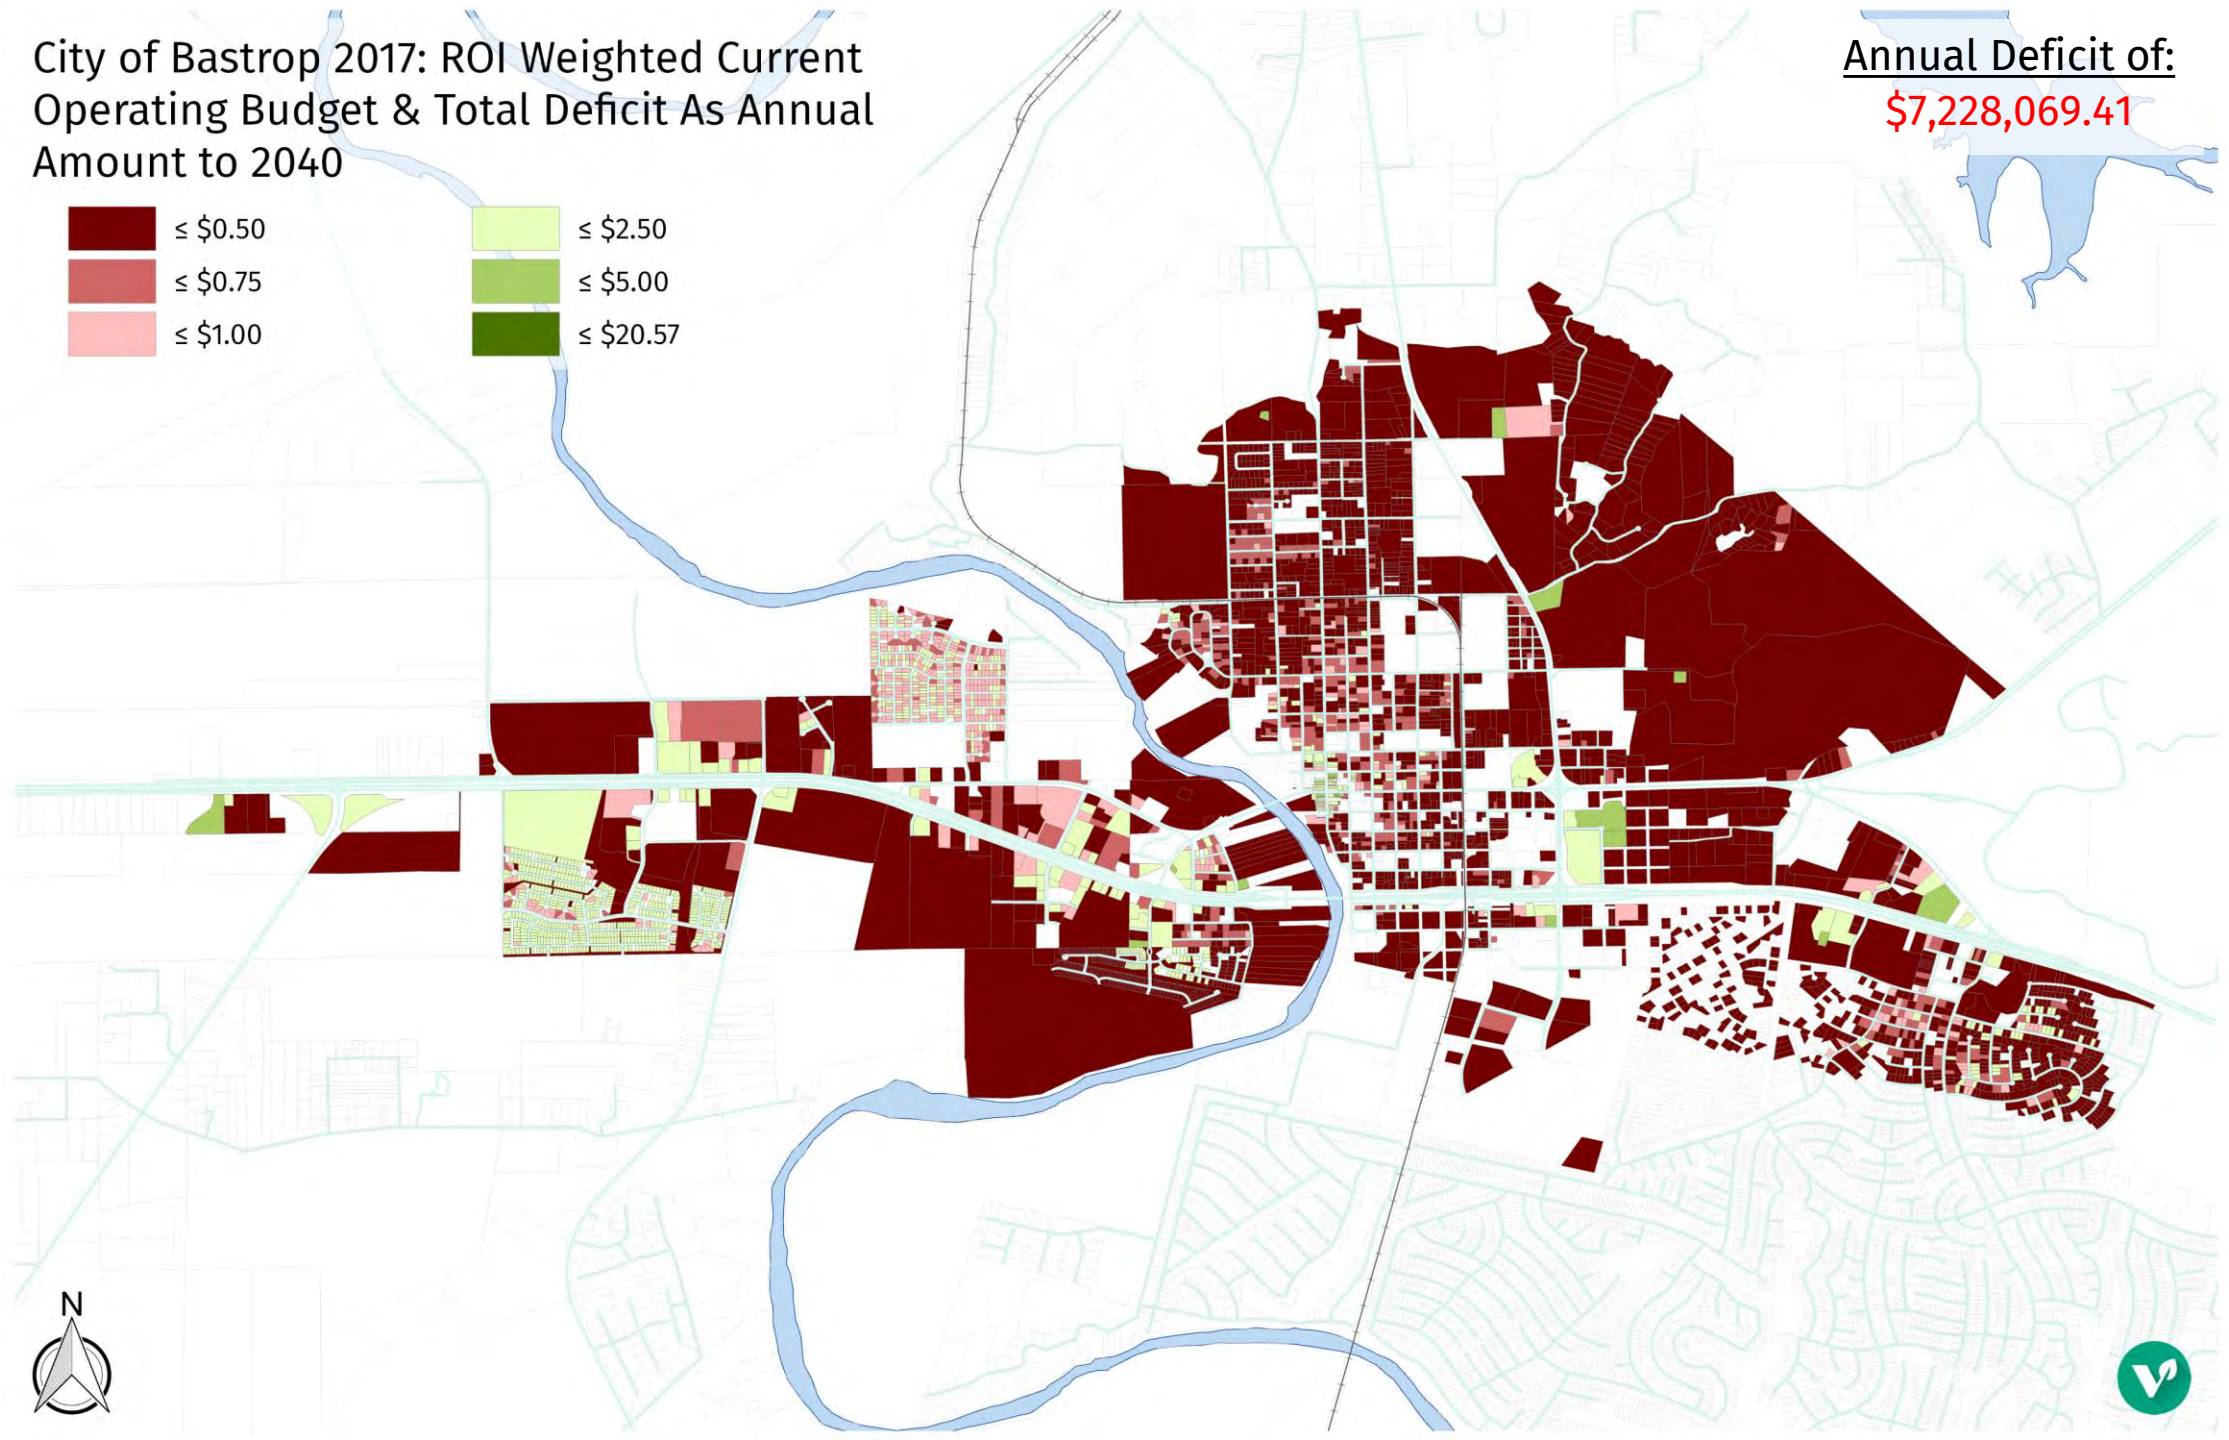 City of Bastrop 2017: ROI Weighted Current
Operating Budget & Total Deficit As Annual
Amount to 2040
Annual Deficit of:
$7,228,069.41
≤ $0.50
≤ $0.75
≤ $1.00
≤ $2.50
≤ $5.00
≤ $20.57
N